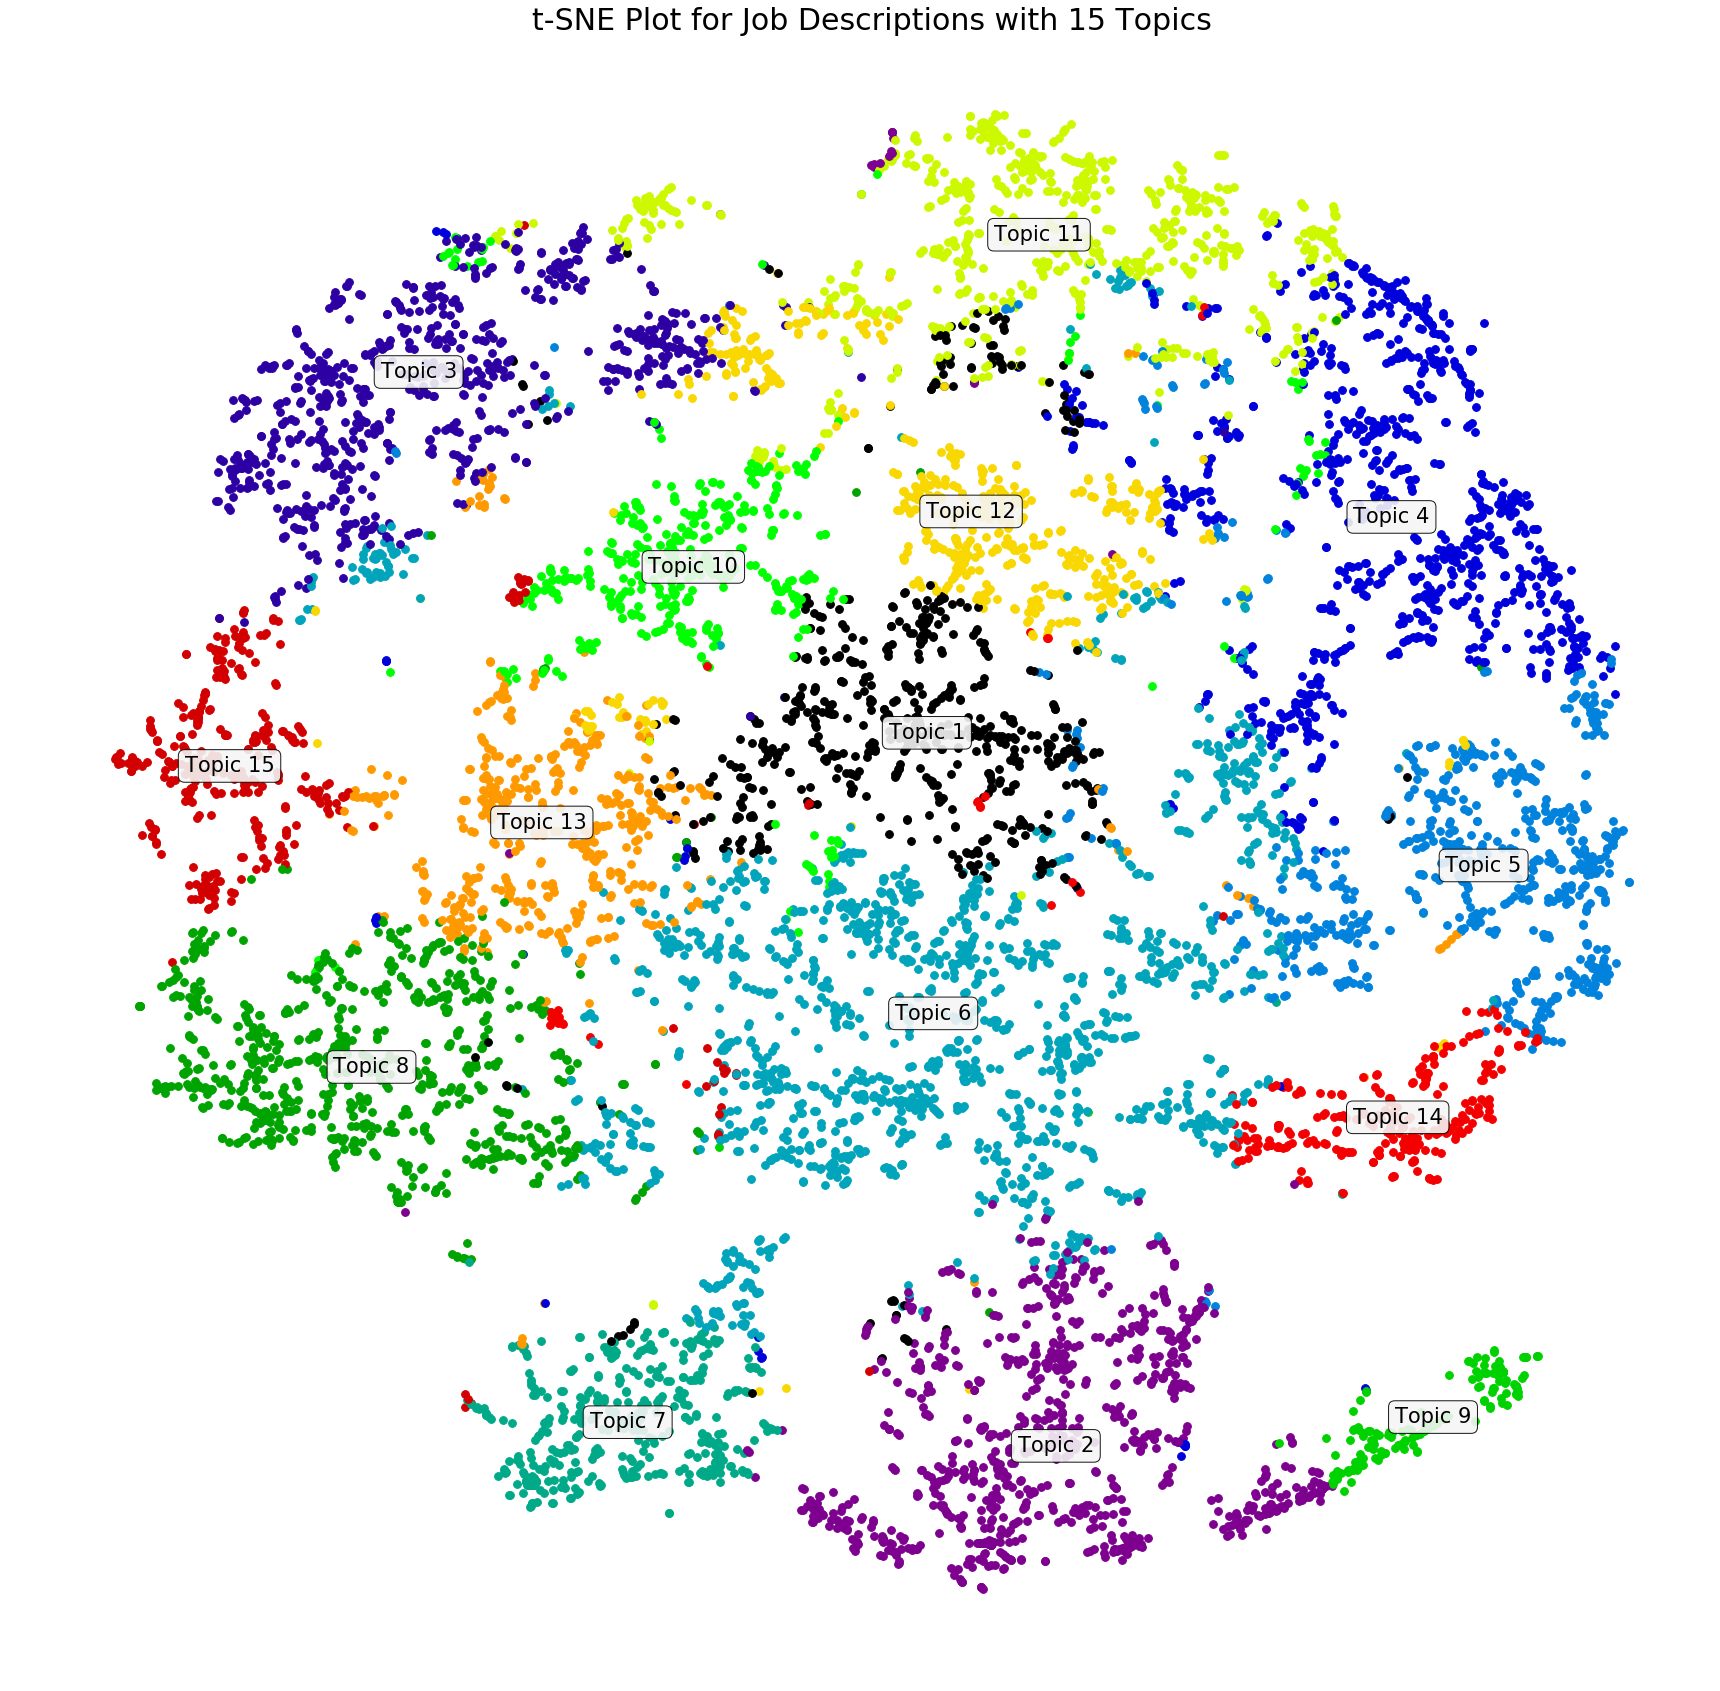 t-SNE Plot for Job Descriptions with 15 Topics
Topic 11
Topic 3
Topic 12
Topic 4
Topic 10
Topic 1
Topic 15
Topic 13
Topic 5
Topic 6
Topic 8
Topic 14
Topic 9
Topic 7
Topic 2